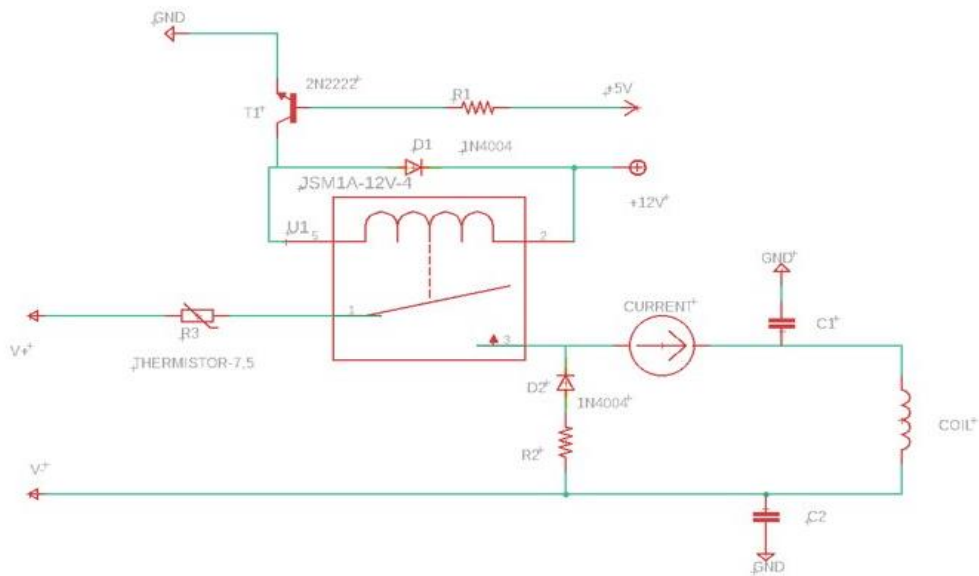 GND
2N2222
T1
R1
+5V
D1
1N4004
JSM1A-12V-4
+12V
U1
5
2
GND
1
CURRENT
C1
R3
V+
3
THERMISTOR-7,5
D2
1N4004
COIL
R2
V-
C2
GND